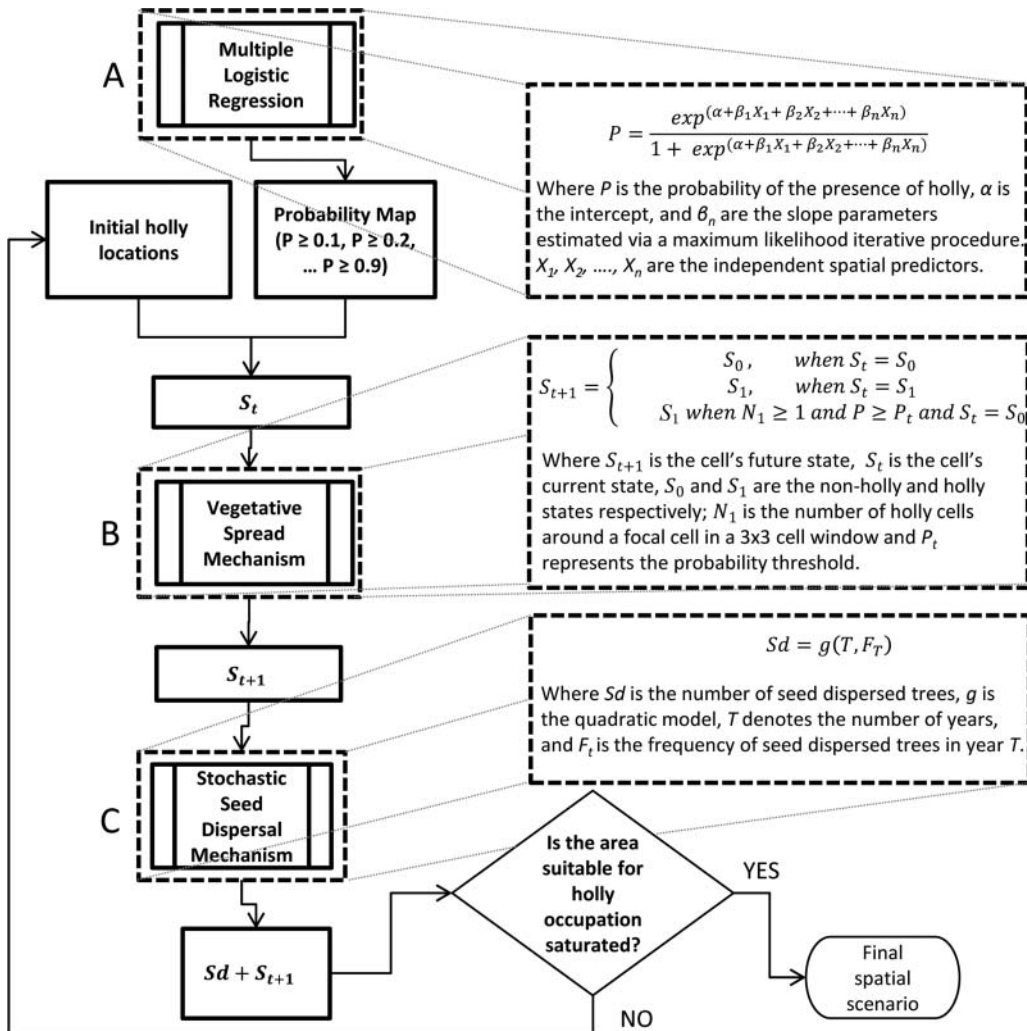 A
Multiple
Logistic
Regression
P = exp^(α+β₁X₁+ β₂X₂+⋯+ βₙXₙ) / 1 + exp^(α+β₁X₁+ β₂X₂+⋯+ βₙXₙ)
Where P is the probability of the presence of holly, α is
the intercept, and βₙ are the slope parameters
estimated via a maximum likelihood iterative procedure.
X₁, X₂, ...., Xₙ are the independent spatial predictors.
Initial holly
locations
Probability Map
(P ≥ 0.1, P ≥ 0.2,
... P ≥ 0.9)
Sₜ
B
Vegetative
Spread
Mechanism
Sₜ₊₁ = {
S₀ , when Sₜ = S₀
S₁, when Sₜ = S₁
S₁ when N₁ ≥ 1 and P ≥ Pₜ and Sₜ = S₀
Where Sₜ₊₁ is the cell's future state, Sₜ is the cell's
current state, S₀ and S₁ are the non-holly and holly
states respectively; N₁ is the number of holly cells
around a focal cell in a 3x3 cell window and Pₜ
represents the probability threshold.
Sₜ₊₁
C
Stochastic
Seed
Dispersal
Mechanism
Sd = g(T, F_T)
Where Sd is the number of seed dispersed trees, g is
the quadratic model, T denotes the number of years,
and Fₜ is the frequency of seed dispersed trees in year T.
Sd + Sₜ₊₁
Is the area
suitable for
holly
occupation
saturated?
YES
NO
Final
spatial
scenario